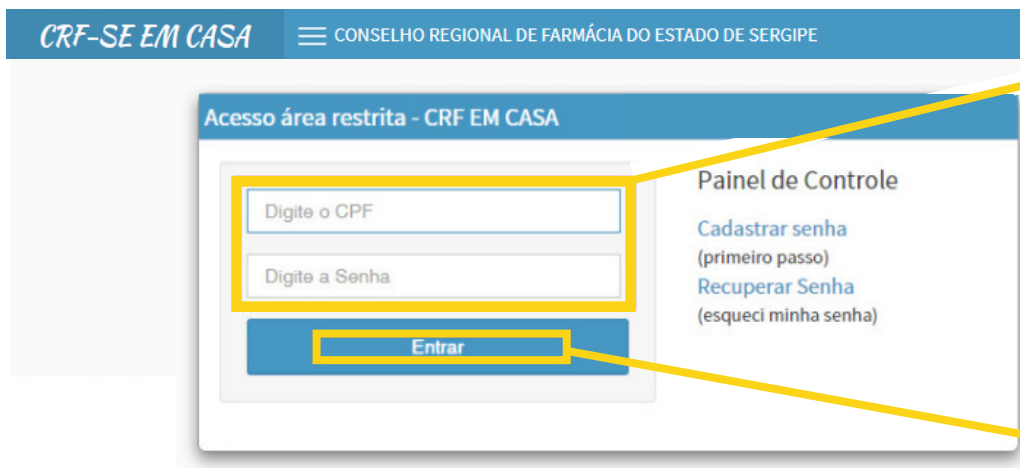 CRF-SE EM CASA
CONSELHO REGIONAL DE FARMÁCIA DO ESTADO DE SERGIPE
Acesso área restrita - CRF EM CASA
Digite o CPF
Digite a Senha
Entrar
Painel de Controle
Cadastrar senha
(primeiro passo)
Recuperar Senha
(esqueci minha senha)